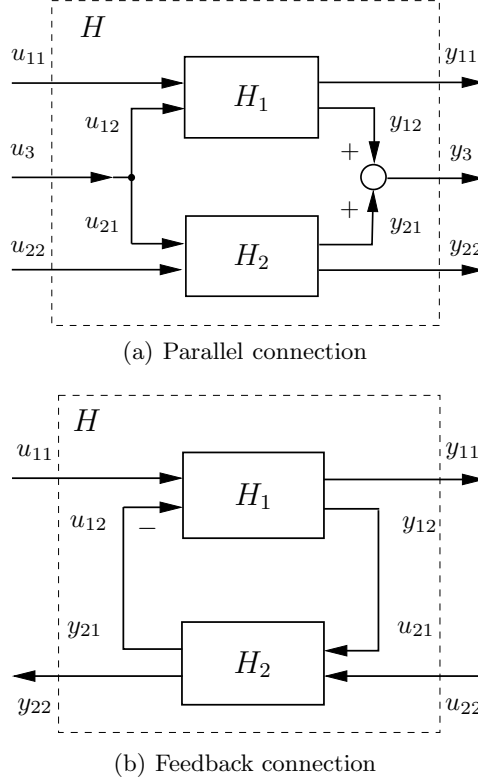 H
u₁₁ y₁₁
H₁
u₁₂ y₁₂
u₃ + y₃
+
u₂₁ y₂₁
u₂₂ H₂ y₂₂
(a) Parallel connection
H
u₁₁ y₁₁
H₁
u₁₂ − y₁₂
y₂₁ u₂₁
H₂
y₂₂ u₂₂
(b) Feedback connection